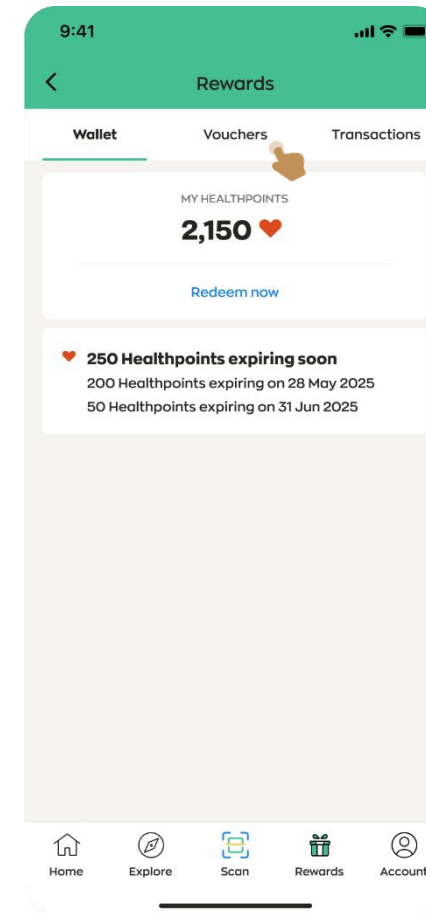 9:41
Rewards
Wallet Vouchers Transactions
MY HEALTHPOINTS
2,150
Redeem now
250 Healthpoints expiring soon
200 Healthpoints expiring on 28 May 2025
50 Healthpoints expiring on 31 Jun 2025
Home Explore Scan Rewards Account